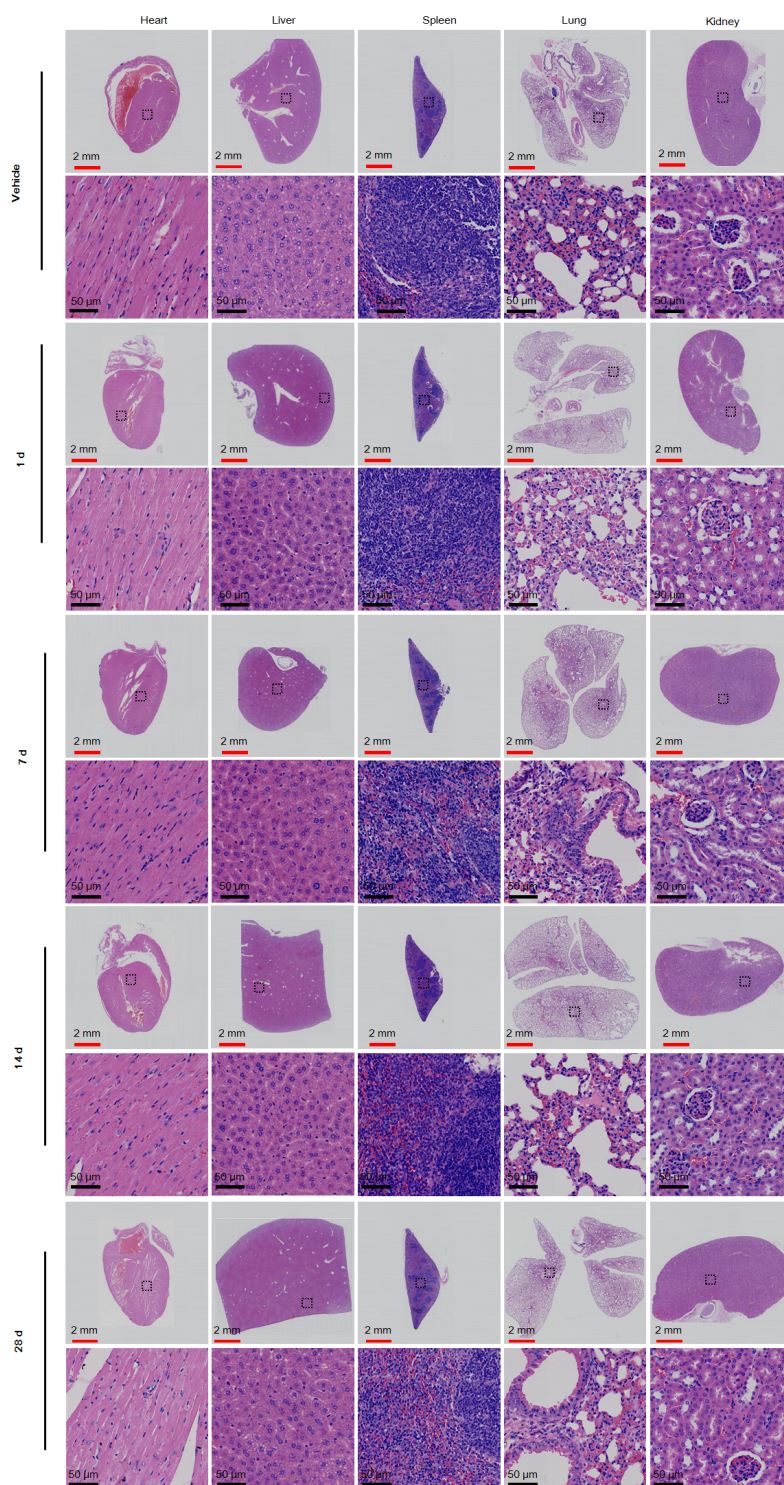 Heart Liver Spleen Lung Kidney
Vehicle
2 mm 2 mm 2 mm 2 mm 2 mm
50 µm 50 µm 50 µm 50 µm 50 µm
1 d
2 mm 2 mm 2 mm 2 mm 2 mm
50 µm 50 µm 50 µm 50 µm 50 µm
7 d
2 mm 2 mm 2 mm 2 mm 2 mm
50 µm 50 µm 50 µm 50 µm 50 µm
14 d
2 mm 2 mm 2 mm 2 mm 2 mm
50 µm 50 µm 50 µm 50 µm 50 µm
28 d
2 mm 2 mm 2 mm 2 mm 2 mm
50 µm 50 µm 50 µm 50 µm 50 µm